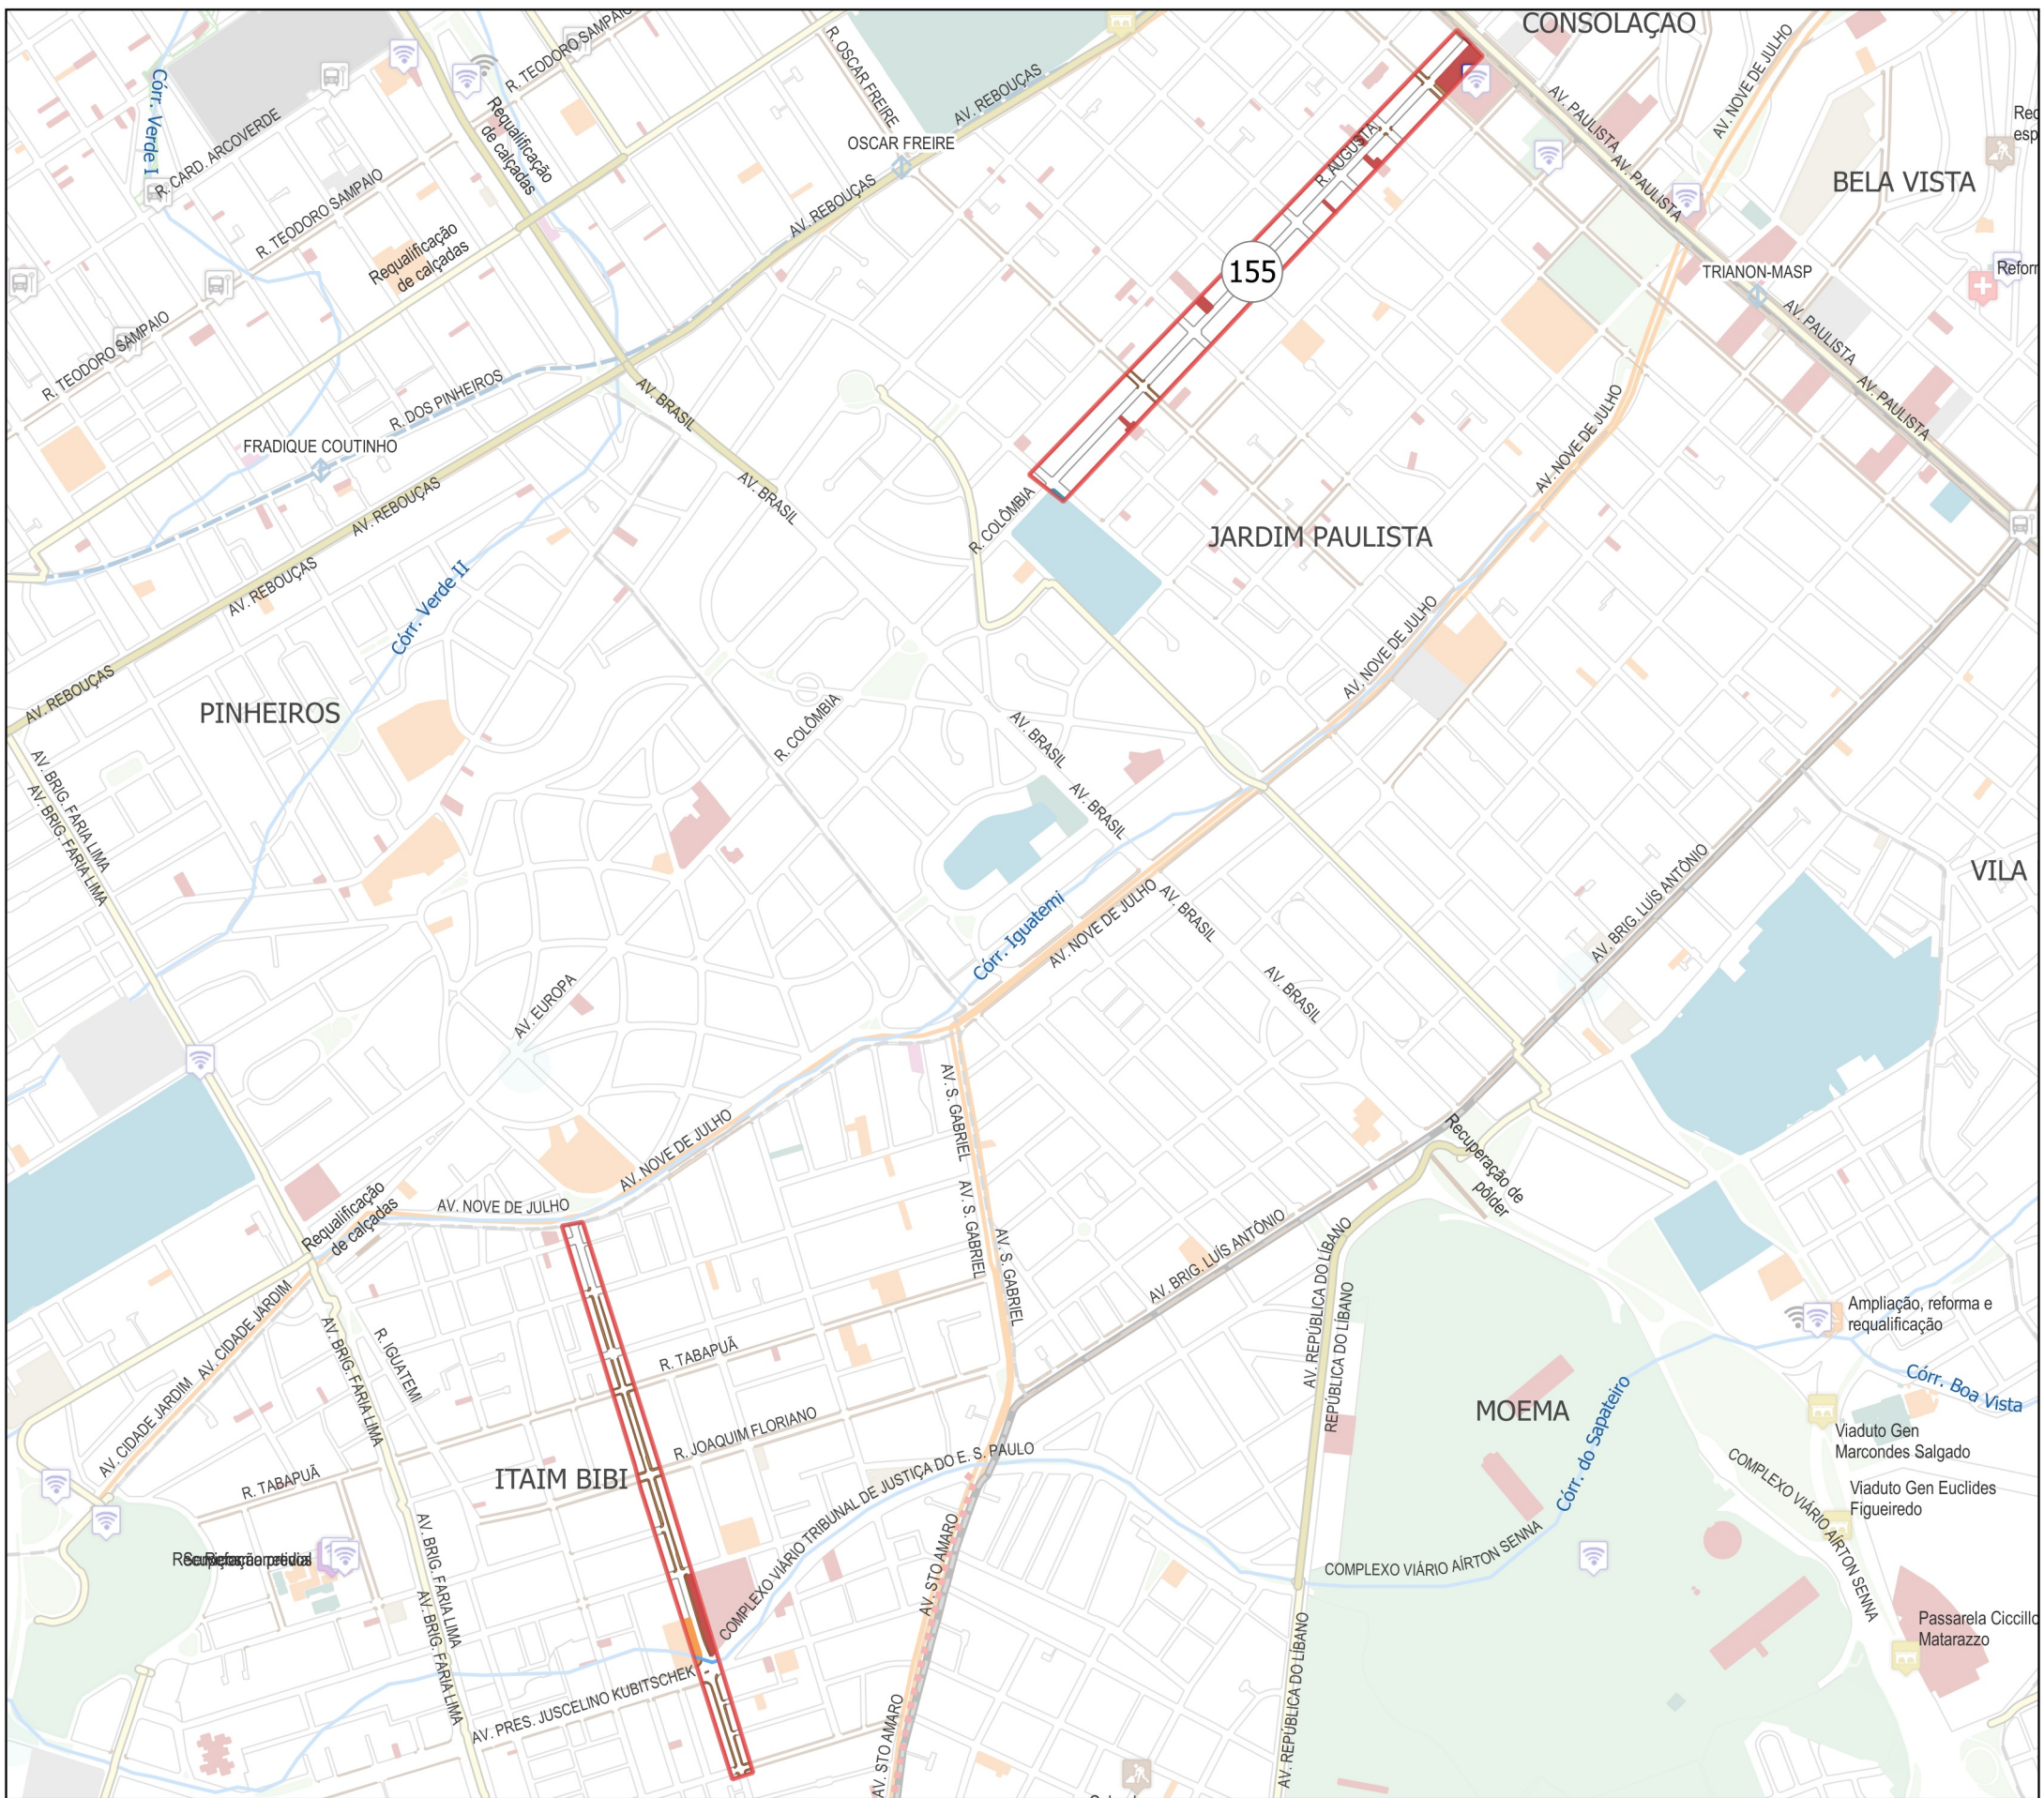 CONSOLAÇÃO
R. TEODORO SAMPAIO
R. OSCAR FREIRE
AV. NOVE DE JULHO
Córr. Verde I
Requalificação
de calçadas
R. CARD. ARCOVERDE
AV. REBOUÇAS
OSCAR FREIRE
AV. PAULISTA
AV. PAULISTA
R. AUGUSTA
BELA VISTA
R. TEODORO SAMPAIO
AV. REBOUÇAS
Requalificação
de calçadas
155
TRIANON-MASP
Reform
AV. PAULISTA
R. TEODORO SAMPAIO
R. DOS PINHEIROS
AV. BRASIL
AV. PAULISTA
AV. NOVE DE JULHO
FRADIQUE COUTINHO
AV. REBOUÇAS
AV. BRASIL
R. COLÔMBIA
JARDIM PAULISTA
AV. REBOUÇAS
Córr. Verde II
AV. NOVE DE JULHO
AV. REBOUÇAS
PINHEIROS
R. COLÔMBIA
AV. BRASIL
AV. BRASIL
AV. BRIG. FARIA LIMA
AV. BRIG. FARIA LIMA
VILA
AV. BRIG. LUÍS ANTÔNIO
Córr. Iguatemi
AV. NOVE DE JULHO
AV. BRASIL
AV. BRASIL
AV. EUROPA
AV. S. GABRIEL
AV. NOVE DE JULHO
Recuperação de
pôlder
AV. NOVE DE JULHO
Requalificação
de calçadas
AV. S. GABRIEL
AV. S. GABRIEL
AV. BRIG. LUÍS ANTÔNIO
AV. REPÚBLICA DO LÍBANO
REPÚBLICA DO LÍBANO
Ampliação, reforma e
requalificação
AV. CIDADE JARDIM
AV. CIDADE JARDIM
AV. BRIG. FARIA LIMA
R. IGUATEMI
R. TABAPUÃ
Córr. Boa Vista
MOEMA
Córr. do Sapateiro
R. JOAQUIM FLORIANO
Viaduto Gen
Marcondes Salgado
R. TABAPUÃ
ITAIM BIBI
COMPLEXO VIÁRIO TRIBUNAL DE JUSTIÇA DO E. S. PAULO
Viaduto Gen Euclides
Figueiredo
COMPLEXO VIÁRIO AÍRTON SENNA
COMPLEXO VIÁRIO AÍRTON SENNA
AV. BRIG. FARIA LIMA
AV. BRIG. FARIA LIMA
AV. STO AMARO
Passarela Ciccillo
Matarazzo
AV. PRES. JUSCELINO KUBITSCHEK
AV. REPÚBLICA DO LÍBANO
AV. STO AMARO